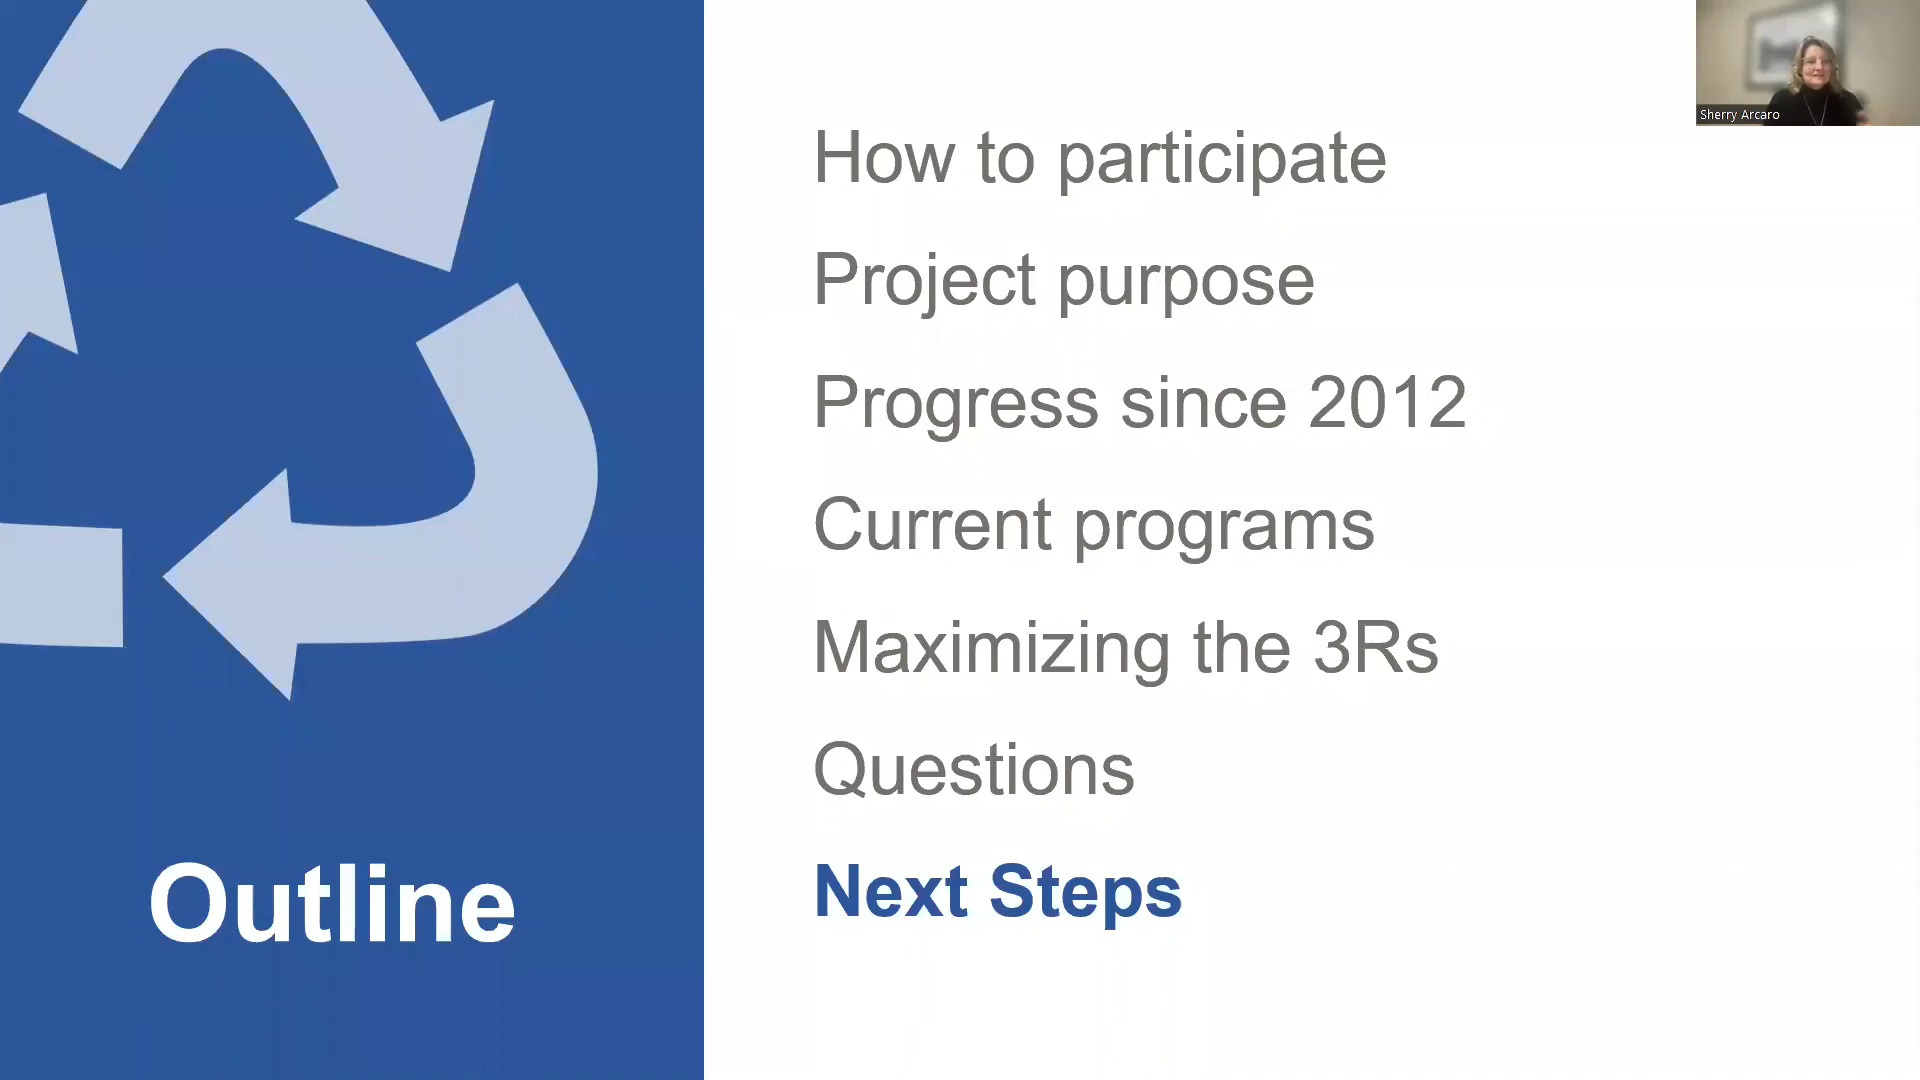 Sherry Arcaro
How to participate
Project purpose
Progress since 2012
Current programs
Maximizing the 3Rs
Questions
Next Steps
Outline